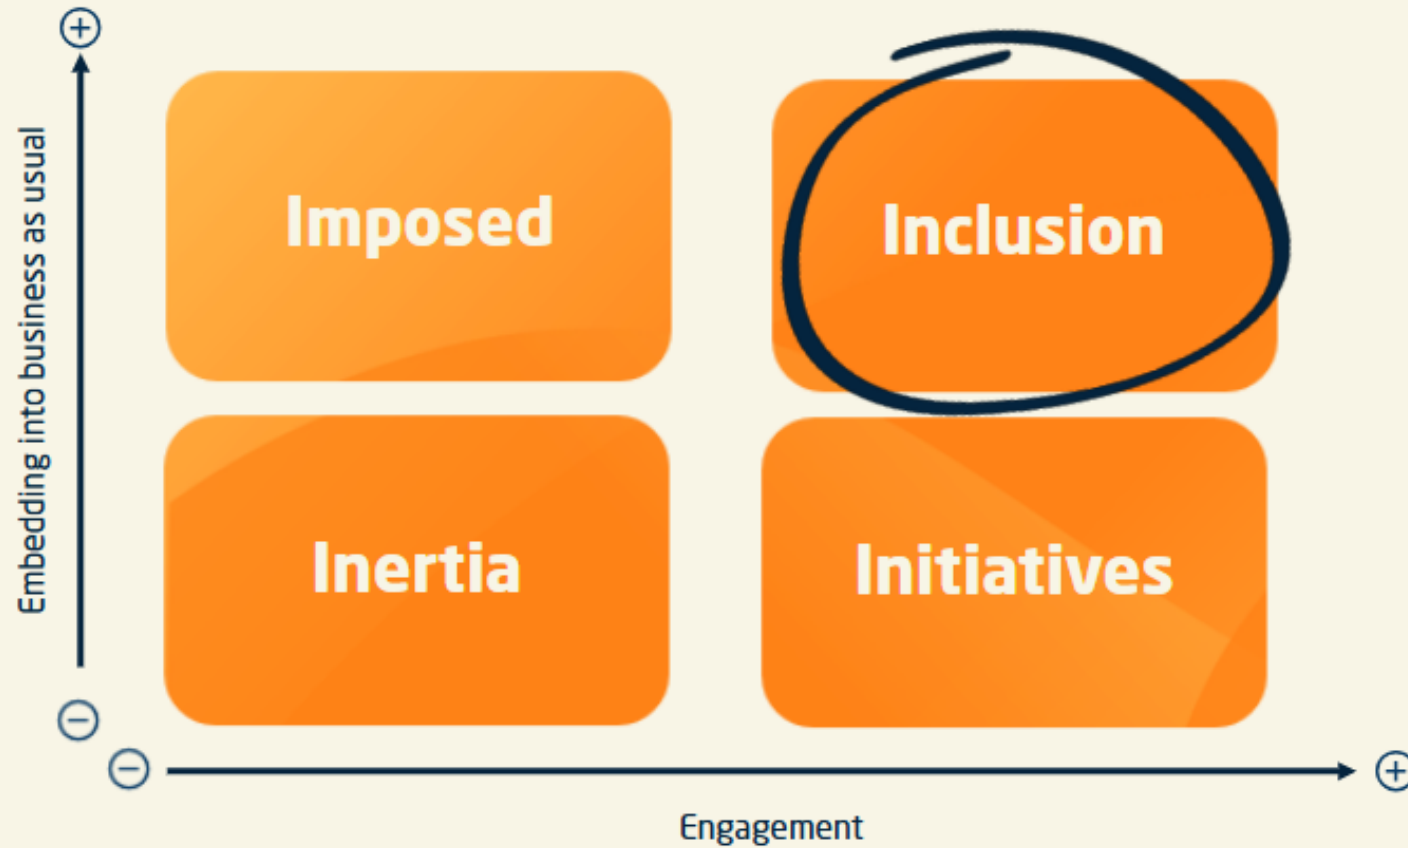 Embedding into business as usual
Imposed
Inclusion
Inertia
Initiatives
Engagement